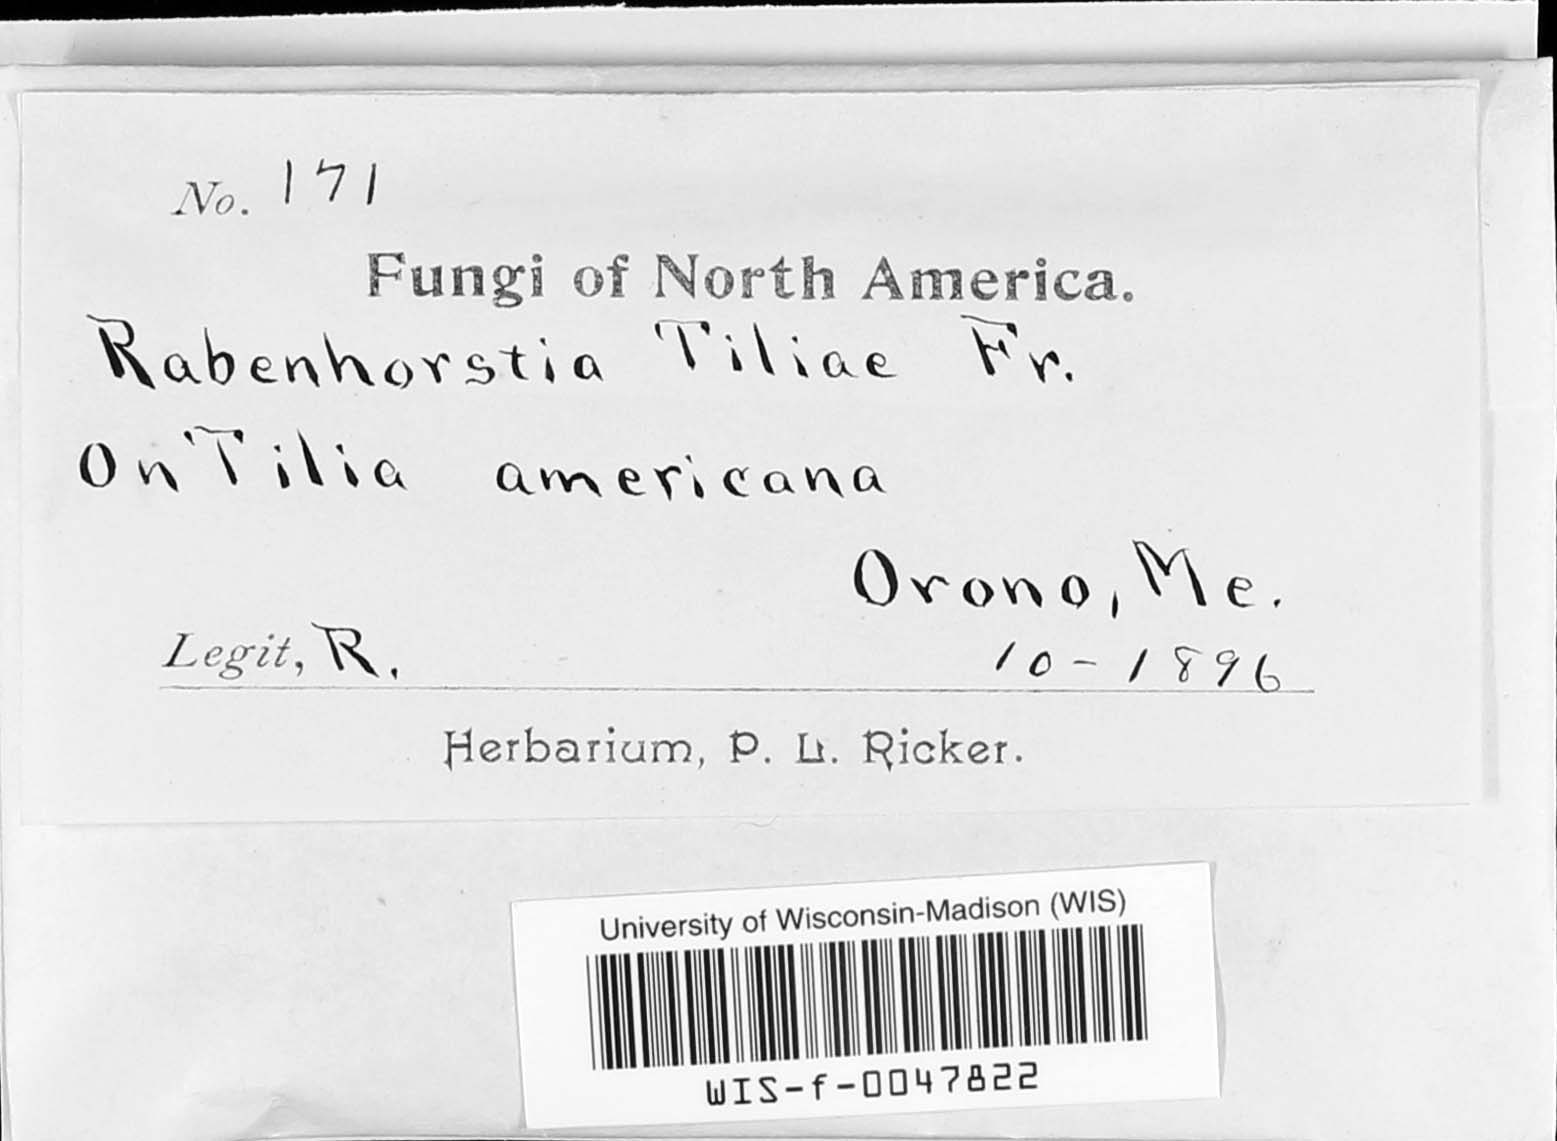 No. 171
Fungi of North America.
Rabenhorstia Tiliae Fr.
On Tilia americana
Orono, Me.
Legit, R. 10-1896
Herbarium, P. L. Ricker.
University of Wisconsin-Madison (WIS)
WIS-f-0047822